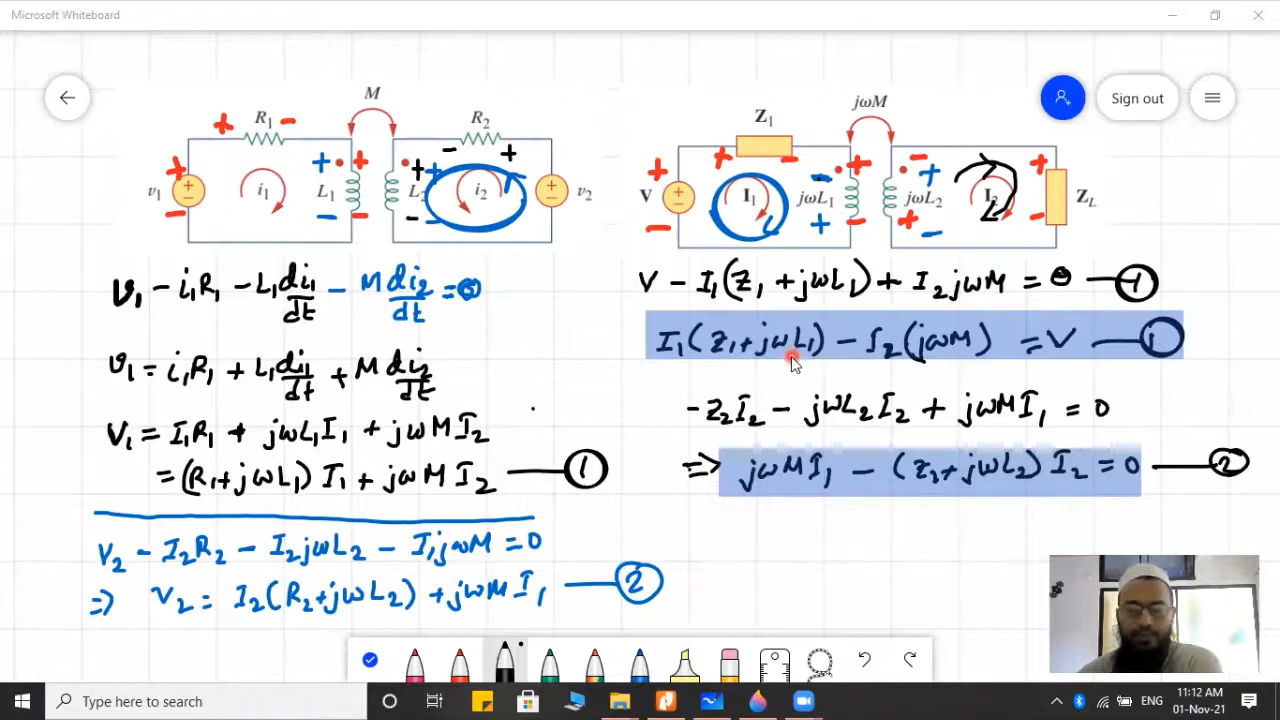 Microsoft Whiteboard
Sign out
M
R1
R2
v1
i1
L1
i2
v2
jωM
Z1
V
I1
jωL1
jωL2
ZL
v1 - i1R1 - L1 di1/dt - M di2/dt = 0
v1 = i1R1 + L1 di1/dt + M di2/dt
V1 = I1R1 + jωL1I1 + jωMI2
= (R1+jωL1) I1 + jωM I2 — 1
V2 - I2R2 - I2jωL2 - I1jωM = 0
⇒ V2 = I2(R2+jωL2) + jωM I1 — 2
V - I1(Z1 + jωL1) + I2jωM = 0 — 1
I1(Z1+jωL1) - I2(jωM) = V — 1
-Z2I2 - jωL2I2 + jωMI1 = 0
⇒ jωMI1 - (Z2+jωL2) I2 = 0 — 2
Type here to search
ENG
11:12 AM
01-Nov-21